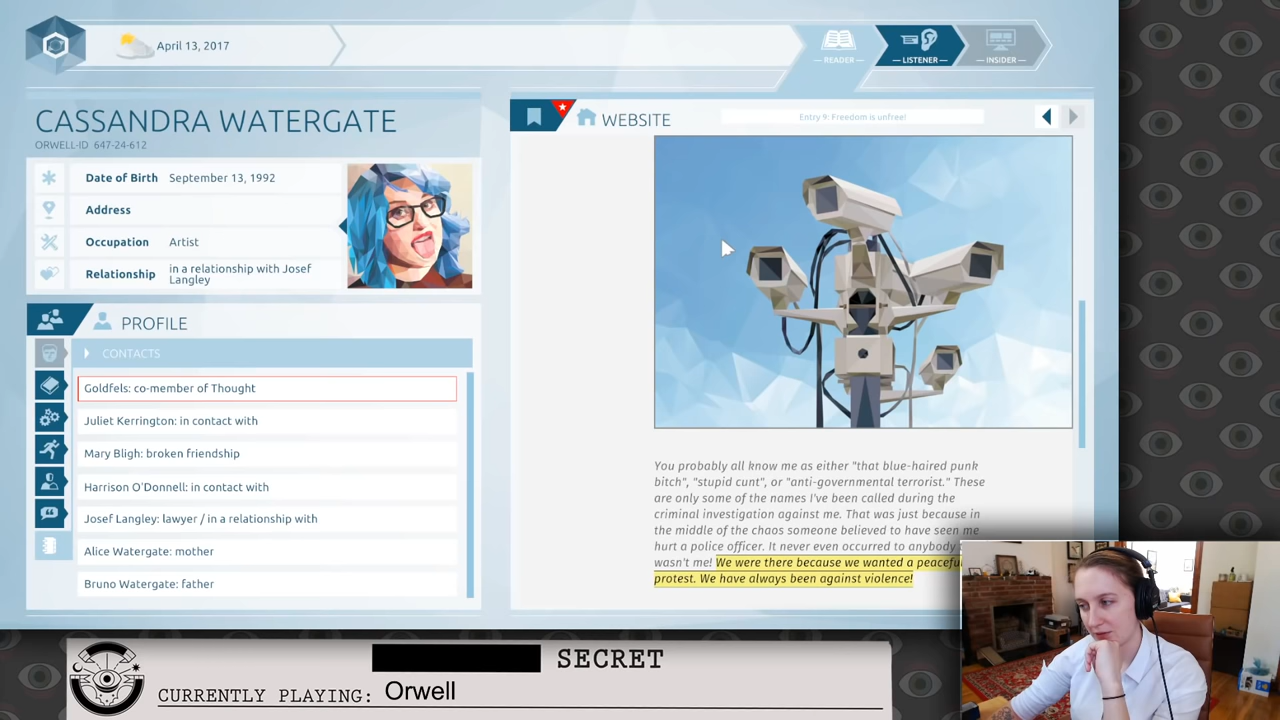 April 13, 2017
— READER —
— LISTENER —
— INSIDER —
CASSANDRA WATERGATE
ORWELL-ID 647-24-612
Date of Birth September 13, 1992
Address
Occupation Artist
Relationship in a relationship with Josef
Langley
PROFILE
CONTACTS
Goldfels: co-member of Thought
Juliet Kerrington: in contact with
Mary Bligh: broken friendship
Harrison O'Donnell: in contact with
Josef Langley: lawyer / in a relationship with
Alice Watergate: mother
Bruno Watergate: father
WEBSITE
Entry 9: Freedom is unfree!
You probably all know me as either "that blue-haired punk
bitch", "stupid cunt", or "anti-governmental terrorist." These
are only some of the names I've been called during the
criminal investigation against me. That was just because in
the middle of the chaos someone believed to have seen me
hurt a police officer. It never even occurred to anybody
wasn't me! We were there because we wanted a peaceful
protest. We have always been against violence!
SECRET
CURRENTLY PLAYING: Orwell